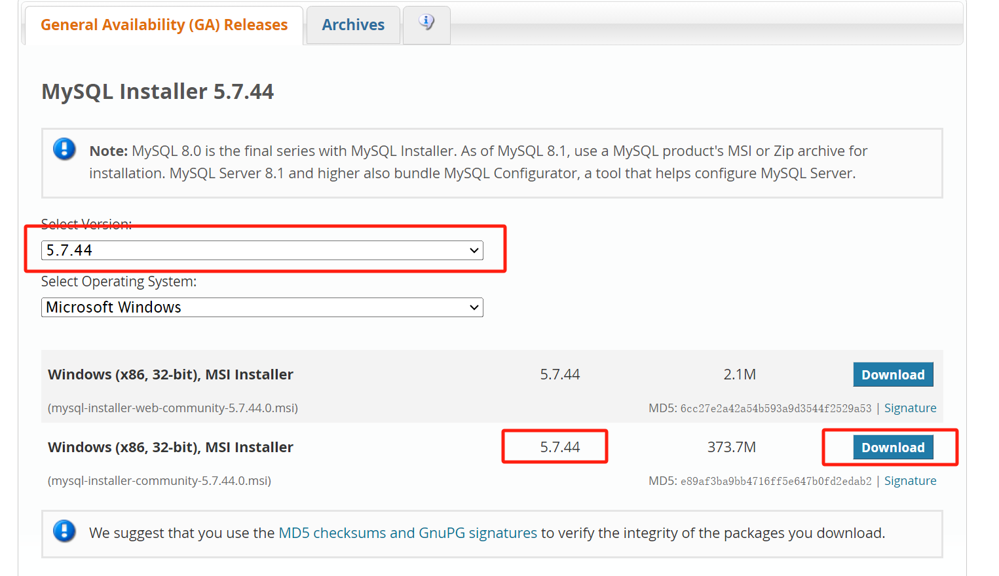 General Availability (GA) Releases
Archives
MySQL Installer 5.7.44
Note: MySQL 8.0 is the final series with MySQL Installer. As of MySQL 8.1, use a MySQL product's MSI or Zip archive for
installation. MySQL Server 8.1 and higher also bundle MySQL Configurator, a tool that helps configure MySQL Server.
Select Version:
5.7.44
Select Operating System:
Microsoft Windows
Windows (x86, 32-bit), MSI Installer 5.7.44 2.1M Download
(mysql-installer-web-community-5.7.44.0.msi) MD5: 6cc27e2a42a54b593a9d3544f2529a53 | Signature
Windows (x86, 32-bit), MSI Installer 5.7.44 373.7M Download
(mysql-installer-community-5.7.44.0.msi) MD5: e89af3ba9bb4716ff5e647b0fd2edab2 | Signature
We suggest that you use the MD5 checksums and GnuPG signatures to verify the integrity of the packages you download.